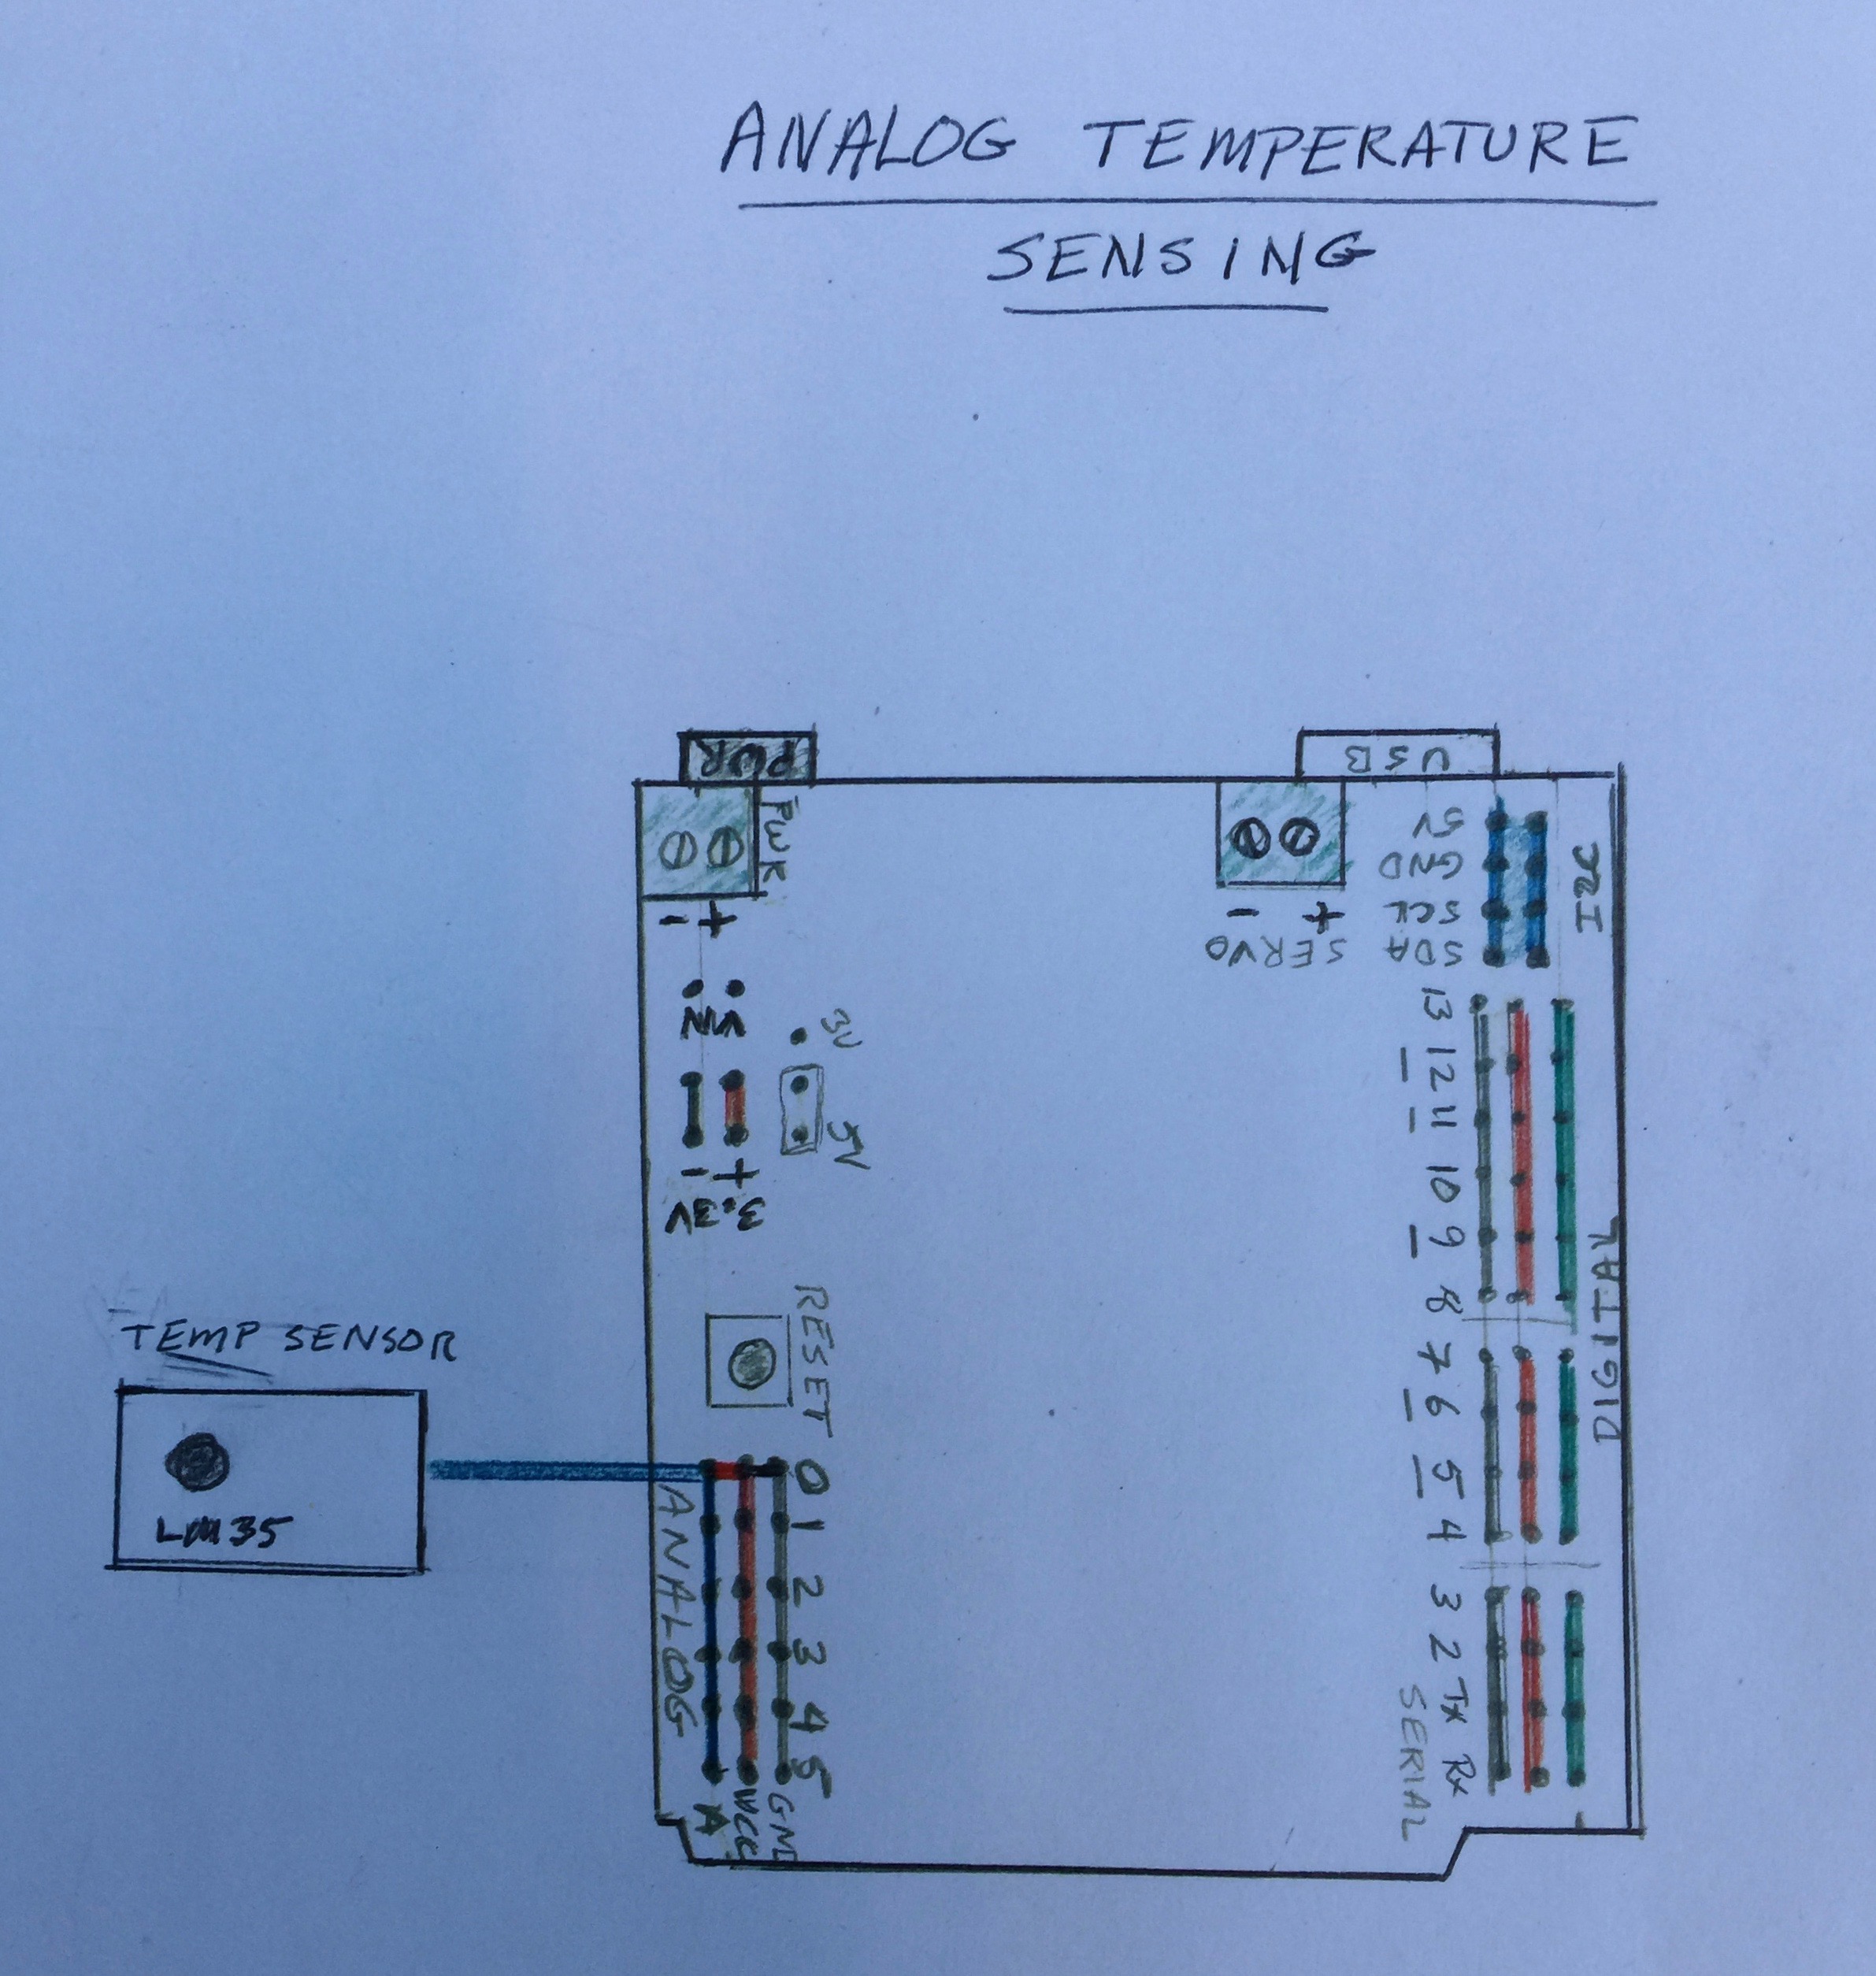 ANALOG TEMPERATURE
SENSING
PWR
USB
PWR
- +
- +
SERVO
5V
GND
SCL
SDA
I2C
VIN
3V
5V
- +
3.3V
RESET
TEMP SENSOR
LM35
ANALOG
0
1
2
3
4
5
A
VCC
GND
13
12
11
10
9
8
7
6
5
4
3
2
TX
RX
SERIAL
DIGITAL